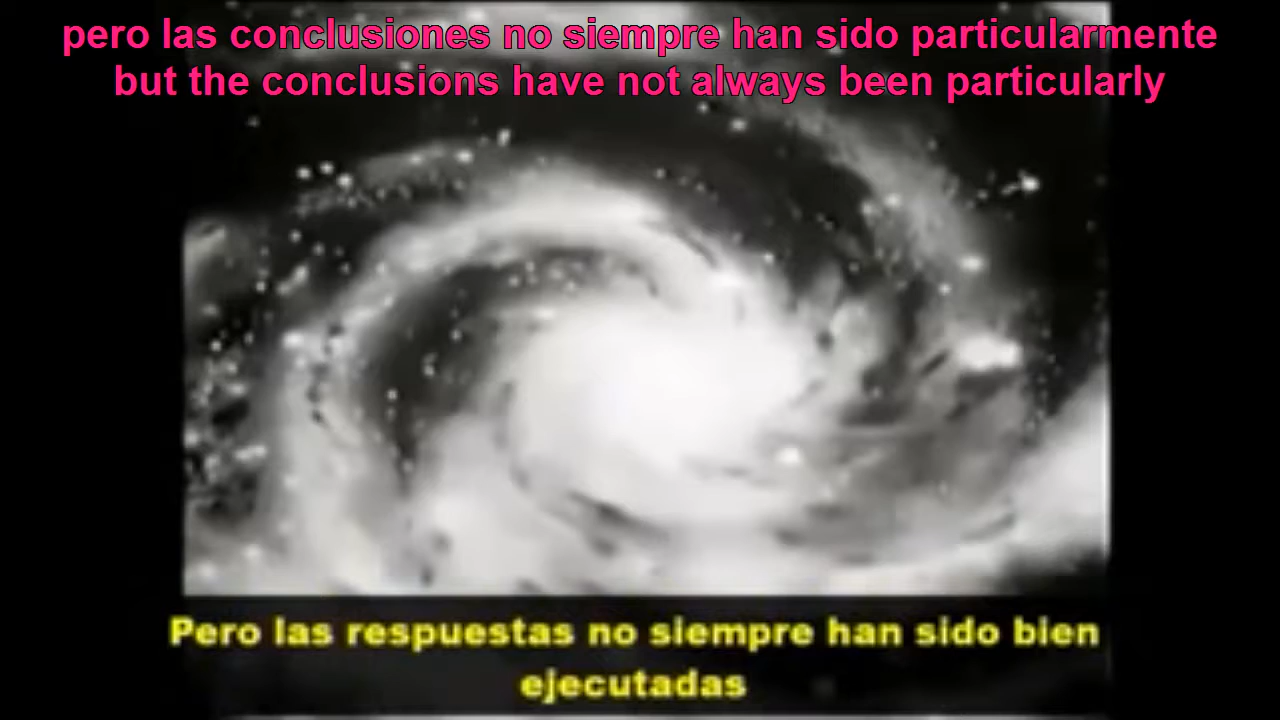 pero las conclusiones no siempre han sido particularmente
but the conclusions have not always been particularly
Pero las respuestas no siempre han sido bien
ejecutadas